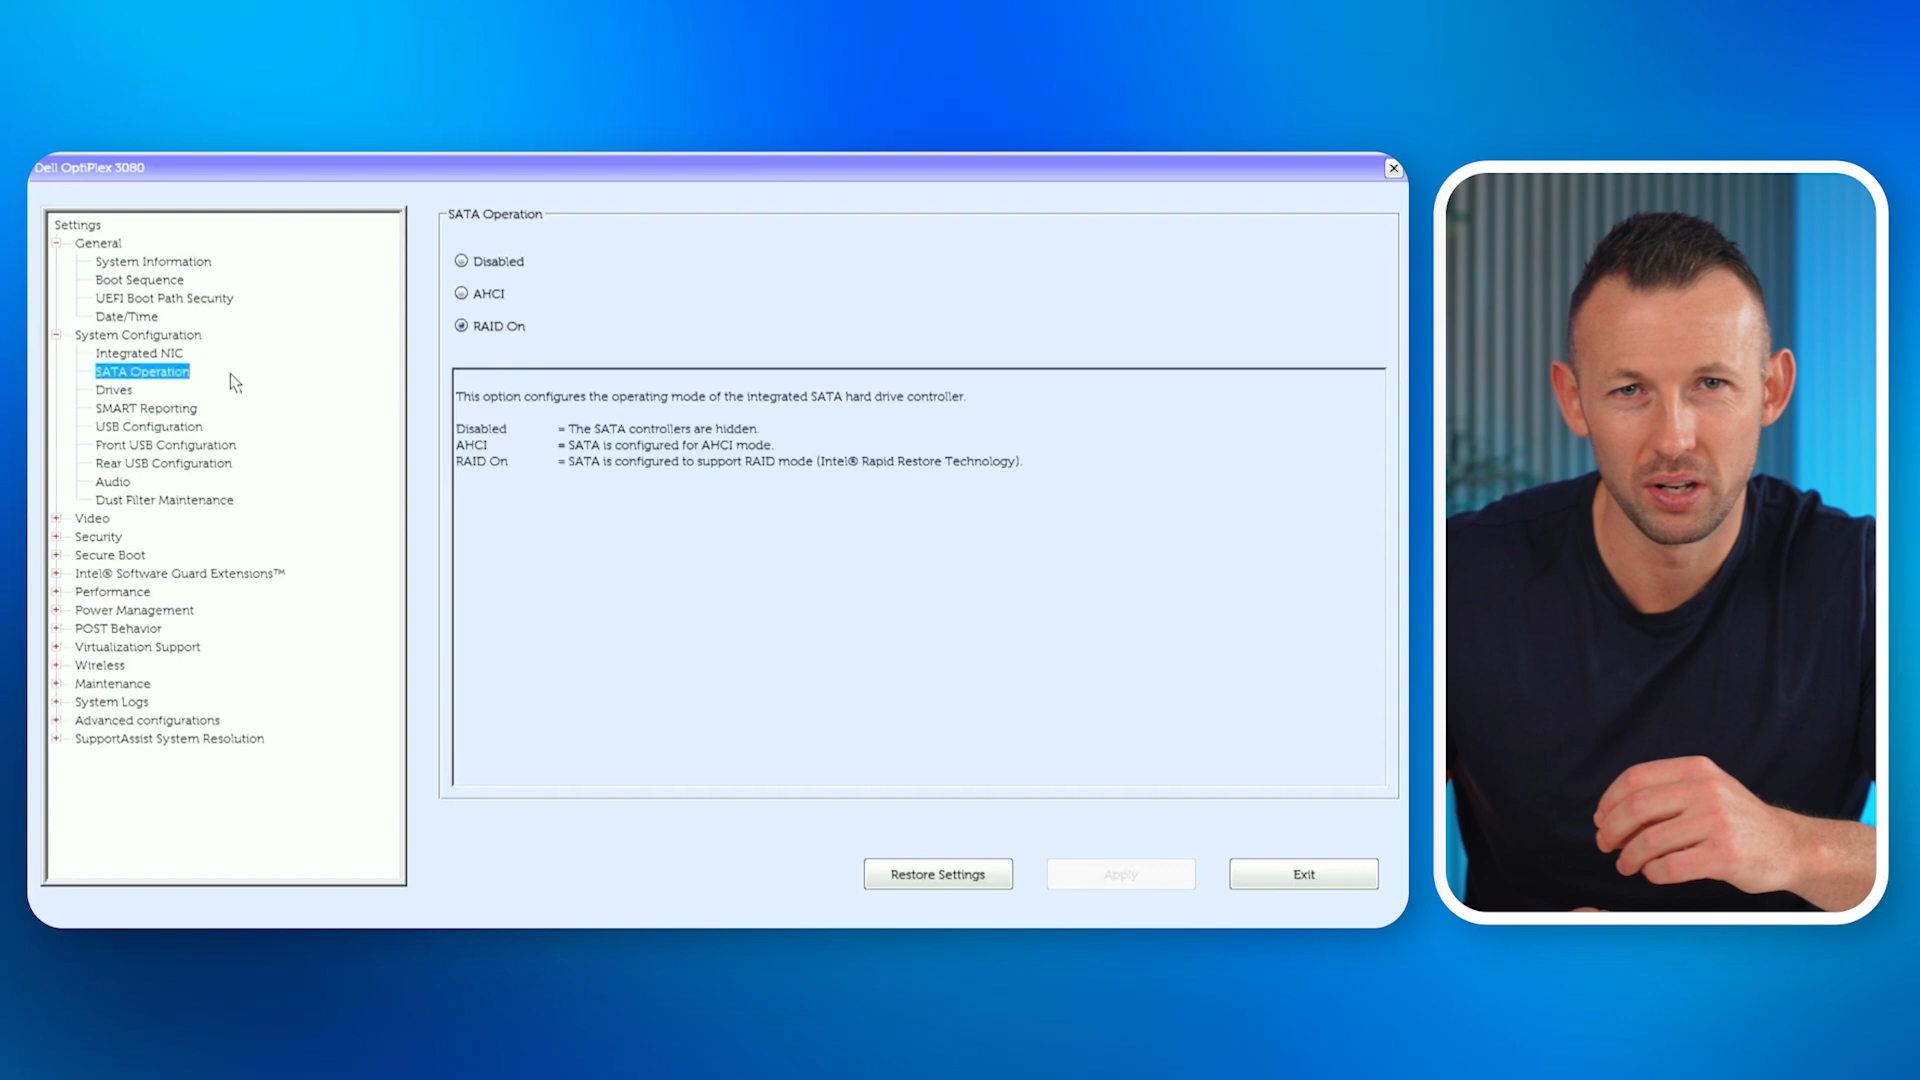 Dell OptiPlex 3080
Settings
General
System Information
Boot Sequence
UEFI Boot Path Security
Date/Time
System Configuration
Integrated NIC
SATA Operation
Drives
SMART Reporting
USB Configuration
Front USB Configuration
Rear USB Configuration
Audio
Dust Filter Maintenance
Video
Security
Secure Boot
Intel® Software Guard Extensions™
Performance
Power Management
POST Behavior
Virtualization Support
Wireless
Maintenance
System Logs
Advanced configurations
SupportAssist System Resolution
SATA Operation
Disabled
AHCI
RAID On
This option configures the operating mode of the integrated SATA hard drive controller.
Disabled = The SATA controllers are hidden.
AHCI = SATA is configured for AHCI mode.
RAID On = SATA is configured to support RAID mode (Intel® Rapid Restore Technology).
Restore Settings Apply Exit